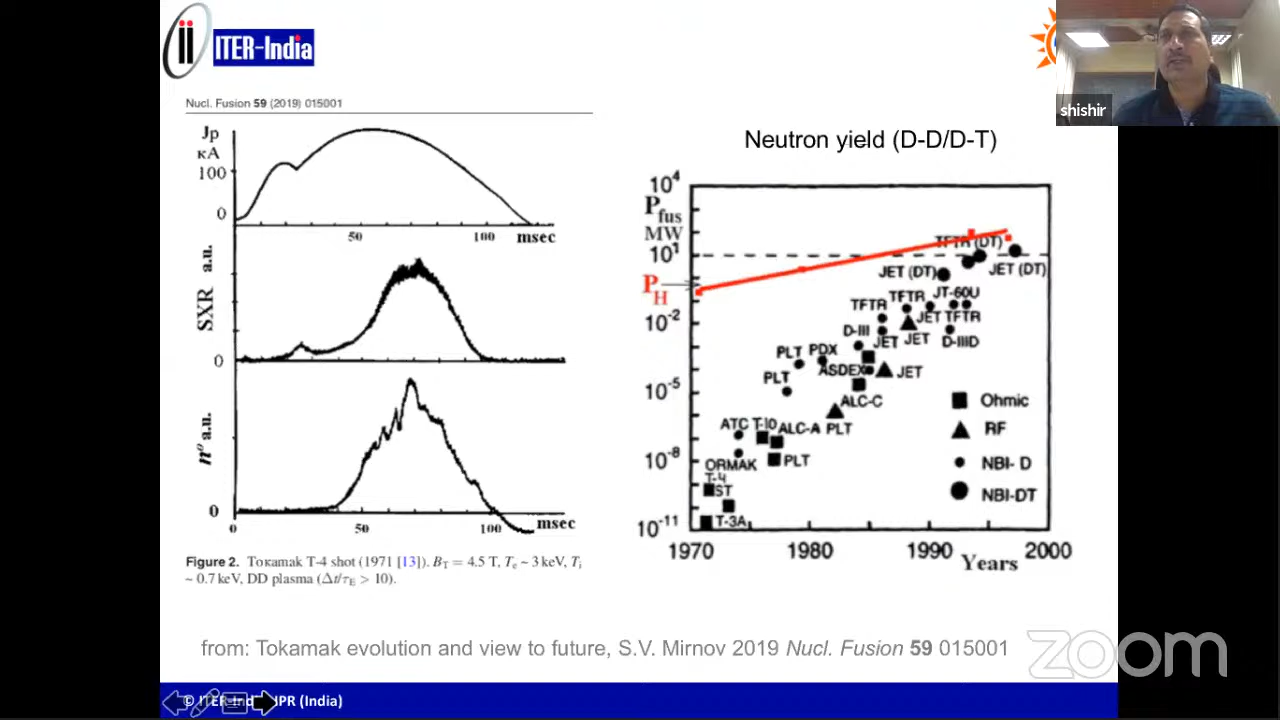 ITER-India
shishir
Nucl. Fusion 59 (2019) 015001
Jp
кА
100
0
50
100
msec
SXR a.u.
0
n° a.u.
0
0
50
100
msec
Figure 2. Tокамак T-4 shot (1971 [13]). BT = 4.5 T, Te ~ 3 keV, Ti
~ 0.7 keV, DD plasma (Δt/τE > 10).
Neutron yield (D-D/D-T)
10^4
Pfus
MW
10^1
PH
10^-2
10^-5
10^-8
10^-11
TFTR (DT)
JET (DT)
JET (DT)
TFTR
JT-60U
TFTR
JET TFTR
D-III
JET
JET
D-IIID
PLT
PDX
ASDEX
JET
PLT
ALC-C
ATC
T-10
ALC-A
PLT
ORMAK
PLT
T-4
ST
T-3A
Ohmic
RF
NBI- D
NBI-DT
1970
1980
1990
2000
Years
from: Tokamak evolution and view to future, S.V. Mirnov 2019 Nucl. Fusion 59 015001
zoom